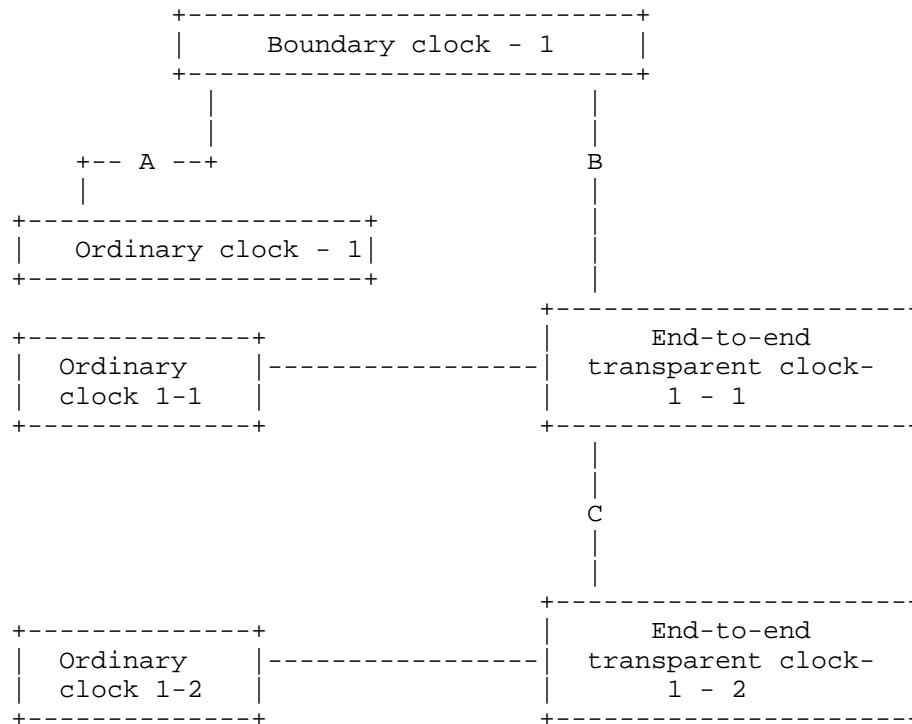 Boundary clock - 1
A
B
Ordinary clock - 1
End-to-end
Ordinary
transparent clock-
clock 1-1
1 - 1
C
End-to-end
Ordinary
transparent clock-
clock 1-2
1 - 2